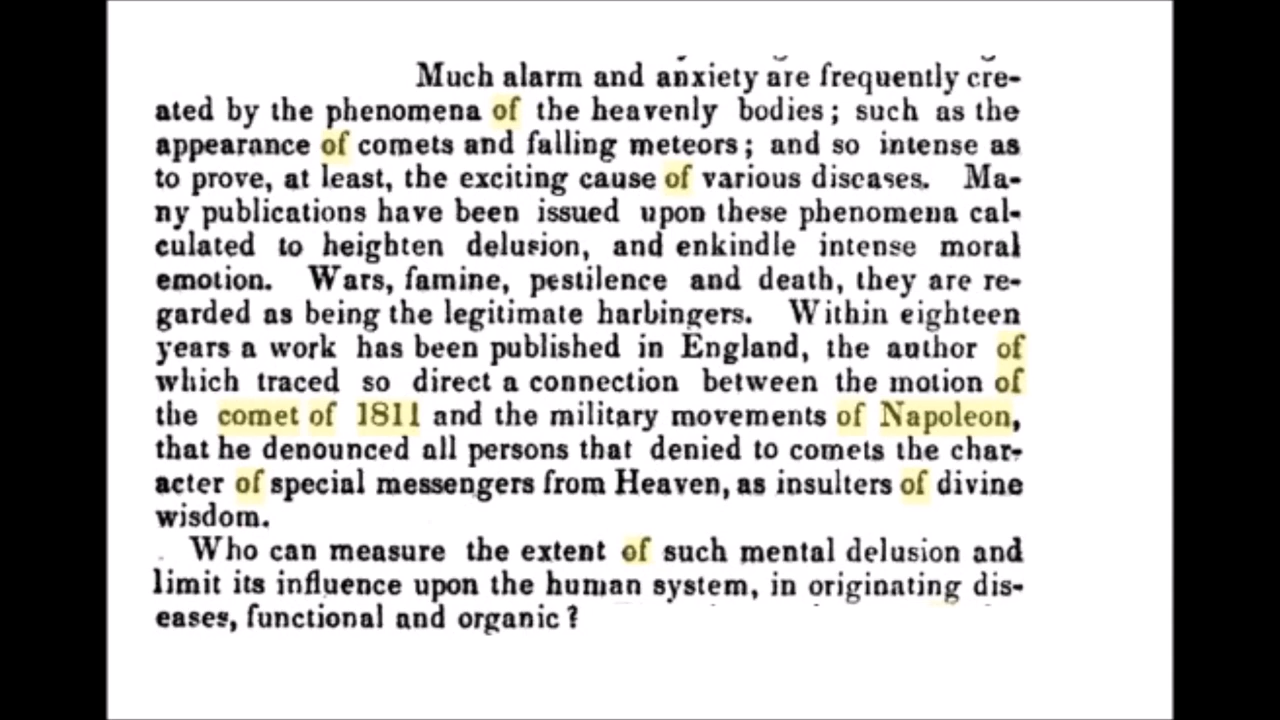 Much alarm and anxiety are frequently cre-
ated by the phenomena of the heavenly bodies; such as the
appearance of comets and falling meteors; and so intense as
to prove, at least, the exciting cause of various diseases. Ma-
ny publications have been issued upon these phenomena cal-
culated to heighten delusion, and enkindle intense moral
emotion. Wars, famine, pestilence and death, they are re-
garded as being the legitimate harbingers. Within eighteen
years a work has been published in England, the author of
which traced so direct a connection between the motion of
the comet of 1811 and the military movements of Napoleon,
that he denounced all persons that denied to comets the char-
acter of special messengers from Heaven, as insulters of divine
wisdom.
Who can measure the extent of such mental delusion and
limit its influence upon the human system, in originating dis-
eases, functional and organic?